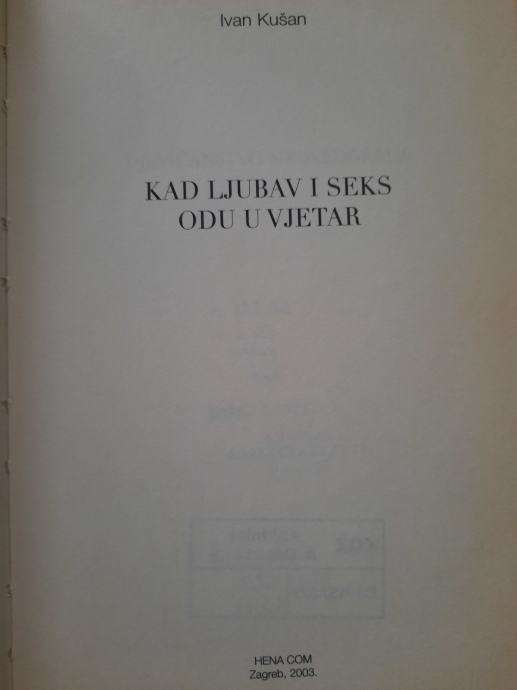 Ivan Kušan
KAD LJUBAV I SEKS
ODU U VJETAR
HENA COM
Zagreb, 2003.